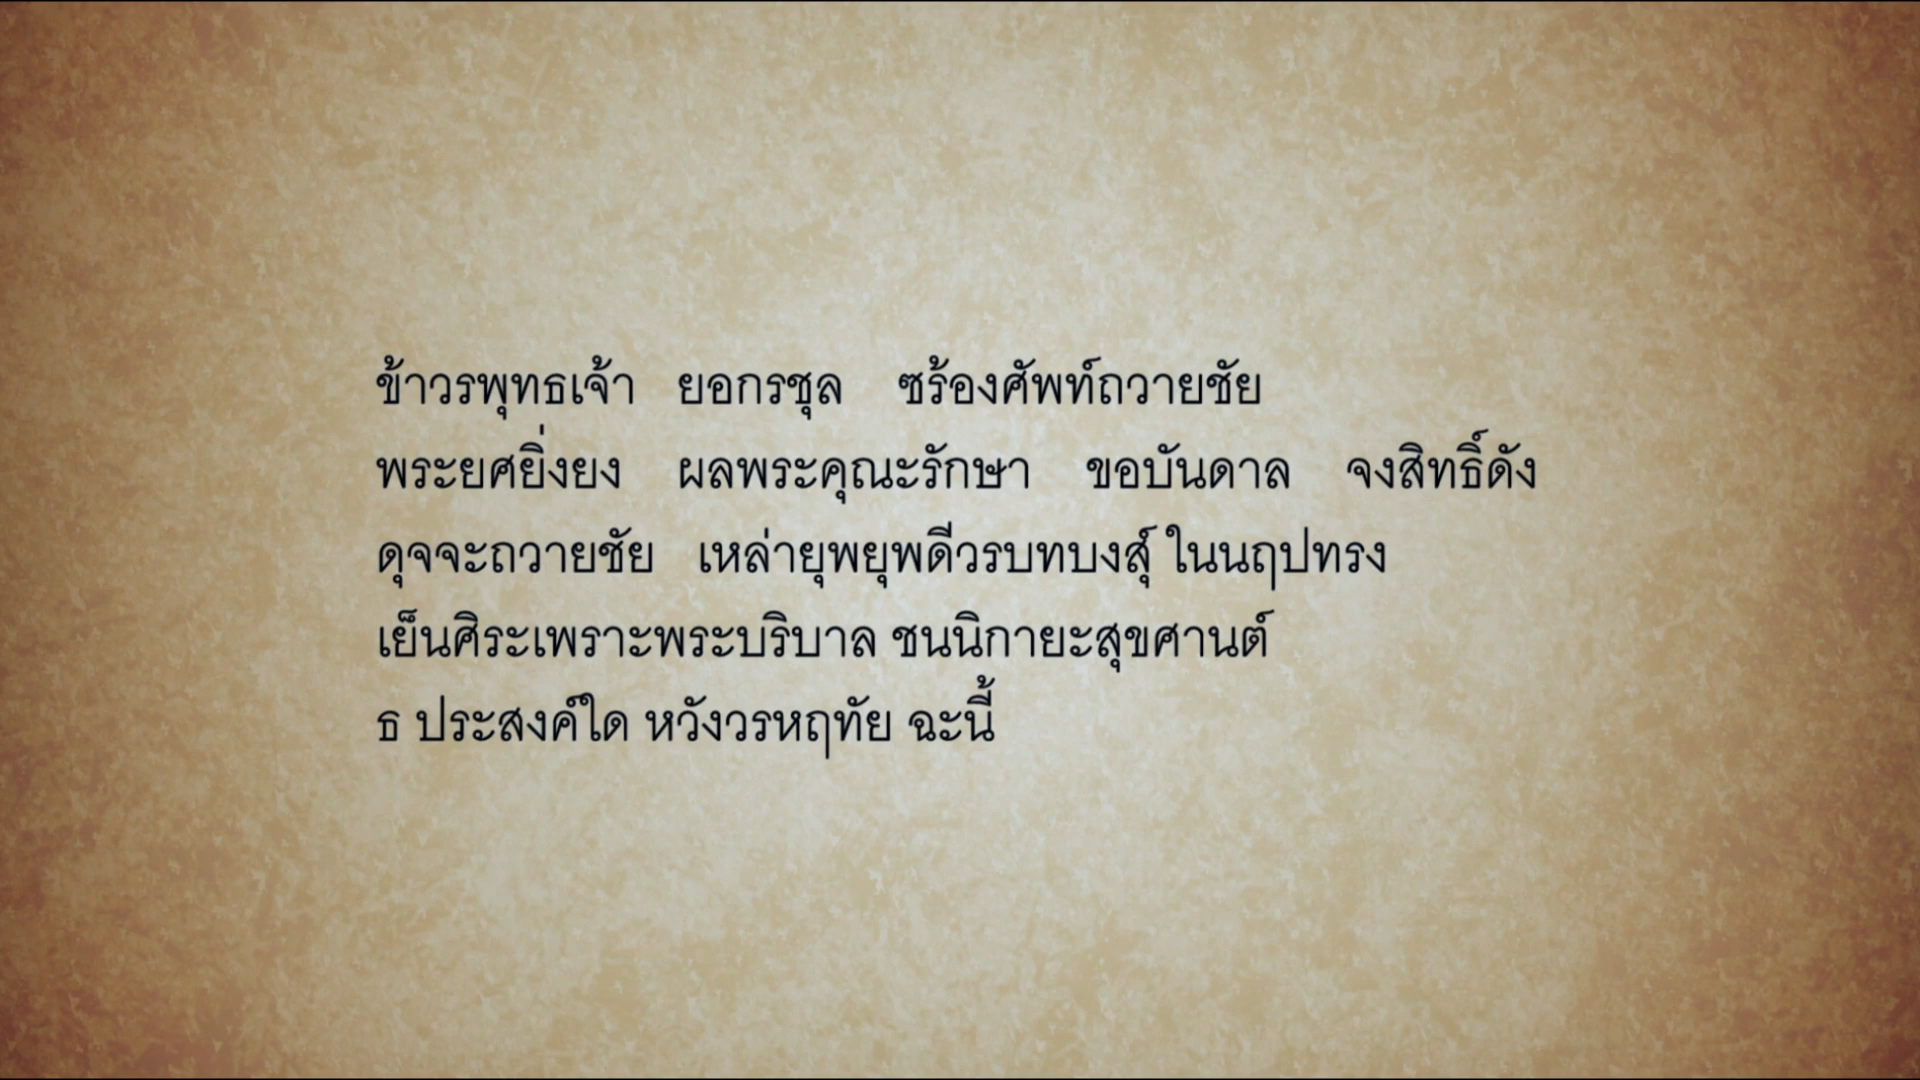 ข้าวรพุทธเจ้า ยอกรชุล ซร้องศัพท์ถวายชัย
พระยศยิ่งยง ผลพระคุณะรักษา ขอบันดาล จงสิทธิ์ดัง
ดุจจะถวายชัย เหล่ายุพยุพดีวรบทบงสุ์ ในนฤปทรง
เย็นศิระเพราะพระบริบาล ชนนิกายะสุขศานต์
ธ ประสงค์ใด หวังวรหฤทัย ฉะนี้